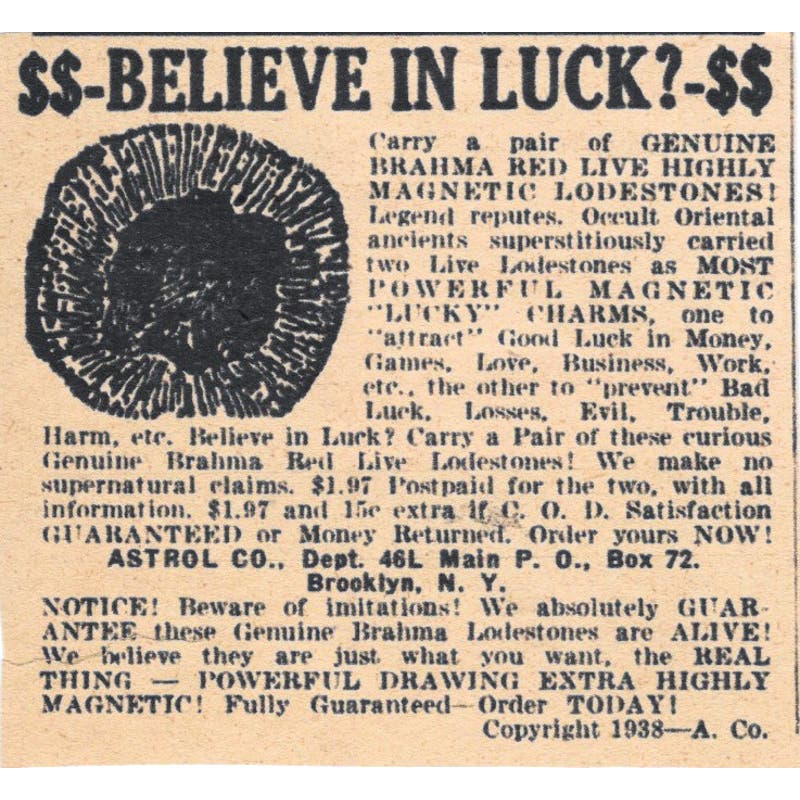 $$-BELIEVE IN LUCK?-$$
Carry a pair of GENUINE
BRAHMA RED LIVE HIGHLY
MAGNETIC LODESTONES!
Legend reputes, Occult Oriental
ancients superstitiously carried
two Live Lodestones as MOST
POWERFUL MAGNETIC
"LUCKY" CHARMS, one to
"attract" Good Luck in Money,
Games, Love, Business, Work,
etc., the other to "prevent" Bad
Luck, Losses, Evil, Trouble,
Harm, etc. Believe in Luck? Carry a Pair of these curious
Genuine Brahma Red Live Lodestones! We make no
supernatural claims. $1.97 Postpaid for the two, with all
information. $1.97 and 15c extra if C. O. D. Satisfaction
GUARANTEED or Money Returned. Order yours NOW!
ASTROL CO., Dept. 46L Main P. O., Box 72.
Brooklyn, N. Y.
NOTICE! Beware of imitations! We absolutely GUAR-
ANTEE these Genuine Brahma Lodestones are ALIVE!
We believe they are just what you want, the REAL
THING — POWERFUL DRAWING EXTRA HIGHLY
MAGNETIC! Fully Guaranteed—Order TODAY!
Copyright 1938—A. Co.